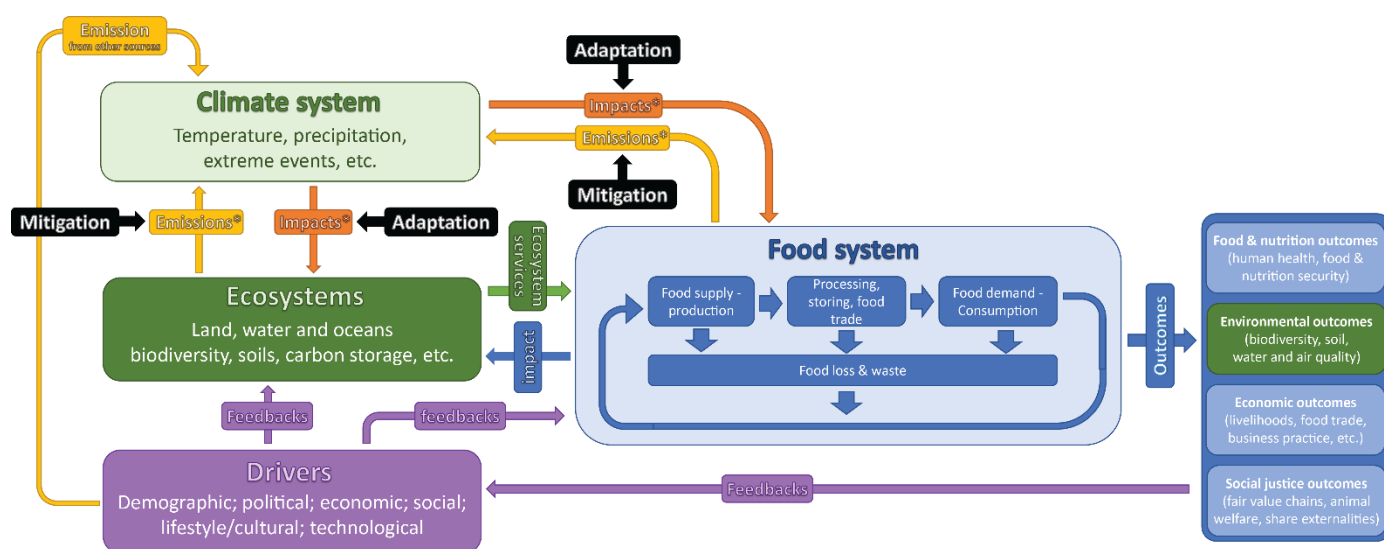 Emission
from other sources
Adaptation
Climate system
Temperature, precipitation,
extreme events, etc.
Impacts*
Emissions*
Mitigation
Mitigation
Emissions*
Impacts*
Adaptation
Ecosystem
services
Food system
Food supply -
production
Processing,
storing, food
trade
Food demand -
Consumption
Food loss & waste
Ecosystems
Land, water and oceans
biodiversity, soils, carbon storage, etc.
impact
Outcomes
Food & nutrition outcomes
(human health, food &
nutrition security)
Environmental outcomes
(biodiversity, soil,
water and air quality)
Economic outcomes
(livelihoods, food trade,
business practice, etc.)
Social justice outcomes
(fair value chains, animal
welfare, share externalities)
Feedbacks
feedbacks
Drivers
Demographic; political; economic; social;
lifestyle/cultural; technological
Feedbacks